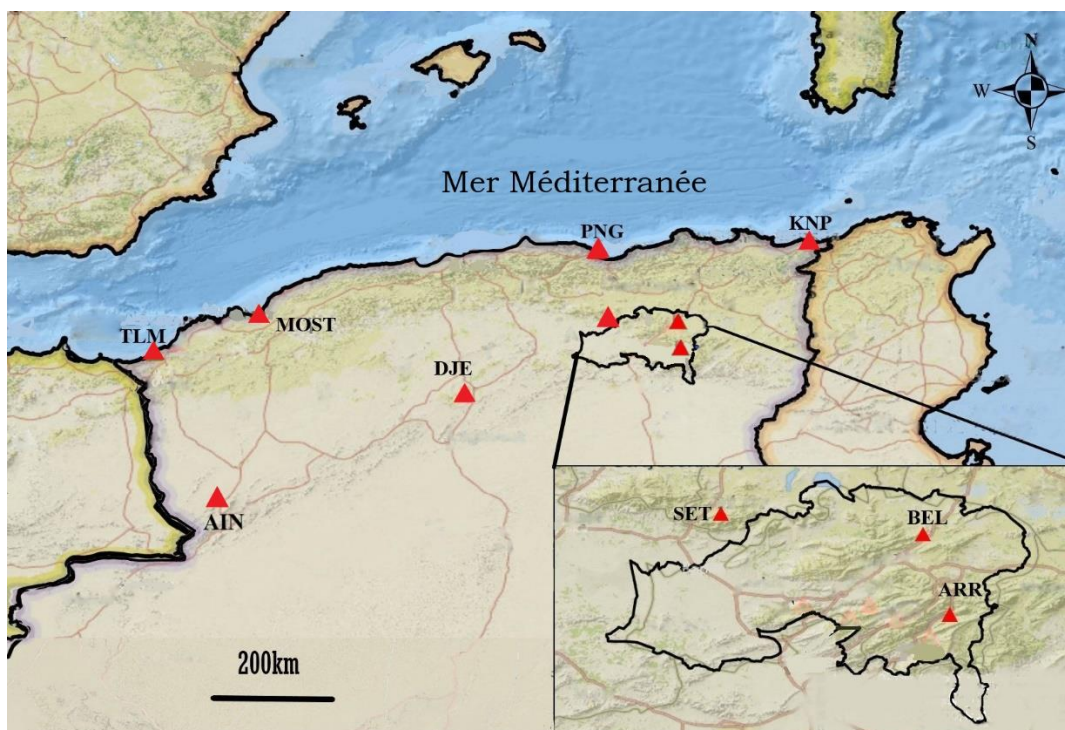 N
W
S
Mer Méditerranée
PNG
KNP
TLM
MOST
DJE
AIN
SET
BEL
ARR
200km